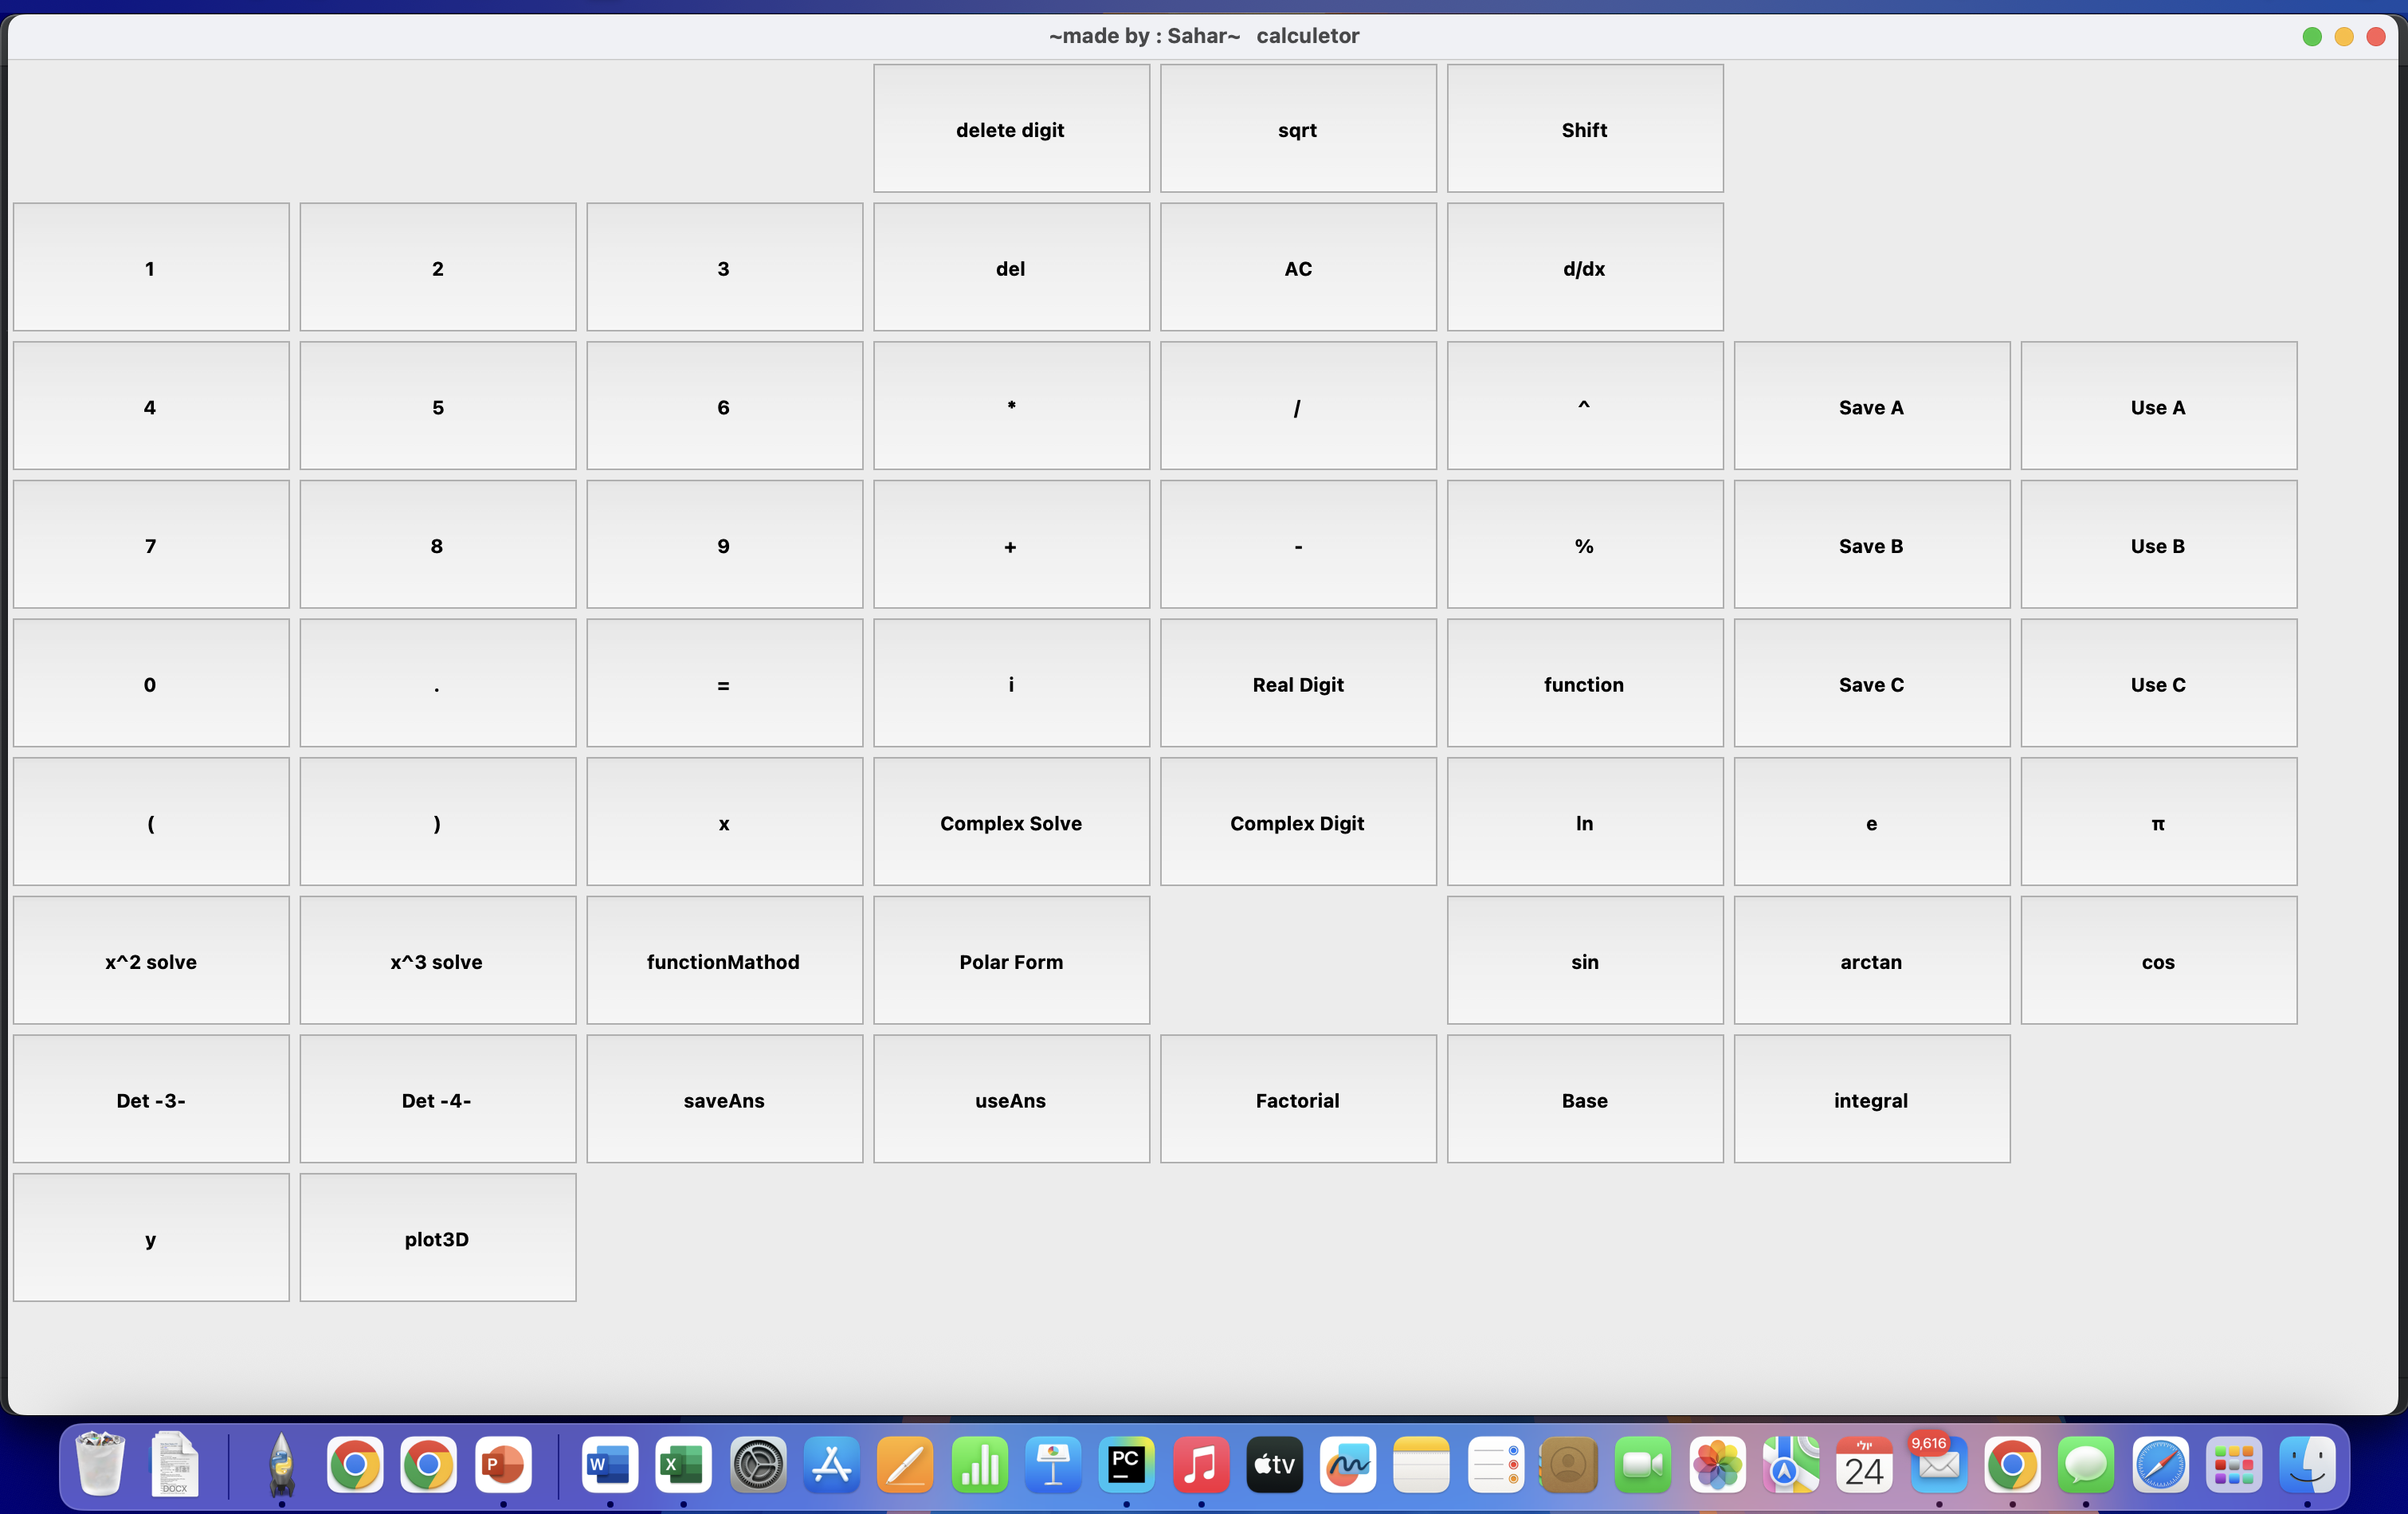 ~made by : Sahar~ calculetor
delete digit sqrt Shift
1 2 3 del AC d/dx
4 5 6 * / ^ Save A Use A
7 8 9 + - % Save B Use B
0 . = i Real Digit function Save C Use C
( ) x Complex Solve Complex Digit ln e π
x^2 solve x^3 solve functionMathod Polar Form sin arctan cos
Det -3- Det -4- saveAns useAns Factorial Base integral
y plot3D
DOCX P W X PC tv יולי 24 9,616